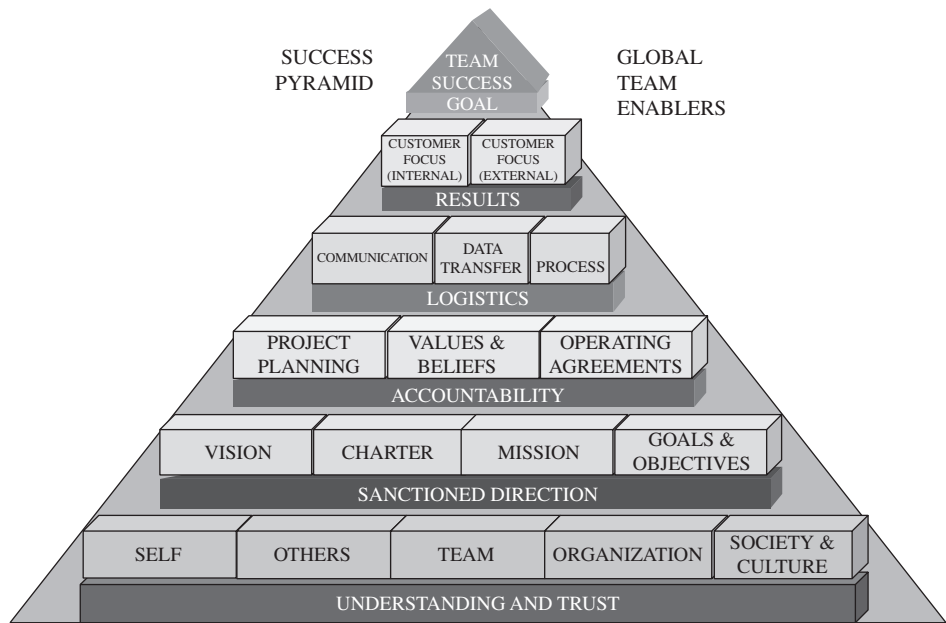 SUCCESS
PYRAMID
GLOBAL
TEAM
ENABLERS
TEAM
SUCCESS
GOAL
CUSTOMER
FOCUS
(INTERNAL)
CUSTOMER
FOCUS
(EXTERNAL)
RESULTS
COMMUNICATION
DATA
TRANSFER
PROCESS
LOGISTICS
PROJECT
PLANNING
VALUES &
BELIEFS
OPERATING
AGREEMENTS
ACCOUNTABILITY
VISION
CHARTER
MISSION
GOALS &
OBJECTIVES
SANCTIONED DIRECTION
SELF
OTHERS
TEAM
ORGANIZATION
SOCIETY &
CULTURE
UNDERSTANDING AND TRUST